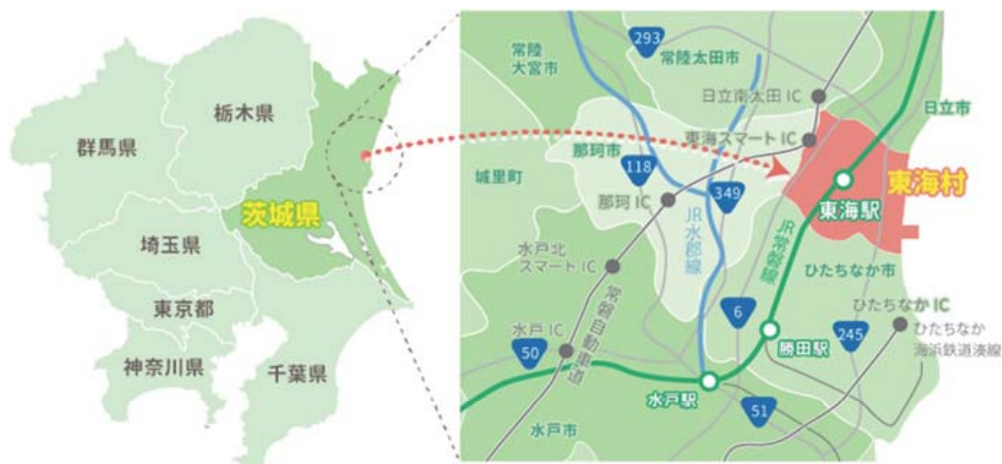 栃木県
群馬県
茨城県
埼玉県
東京都
神奈川県
千葉県
293
常陸
大宮市
常陸太田市
日立南太田 IC
日立市
東海スマート IC
那珂市
118
城里町
349
東海村
東海駅
那珂 IC
JR水郡線
JR常磐線
水戸北
スマート IC
ひたちなか市
常磐自動車道
6
ひたちなか IC
水戸 IC
245
ひたちなか
海浜鉄道湊線
50
勝田駅
水戸駅
51
水戸市